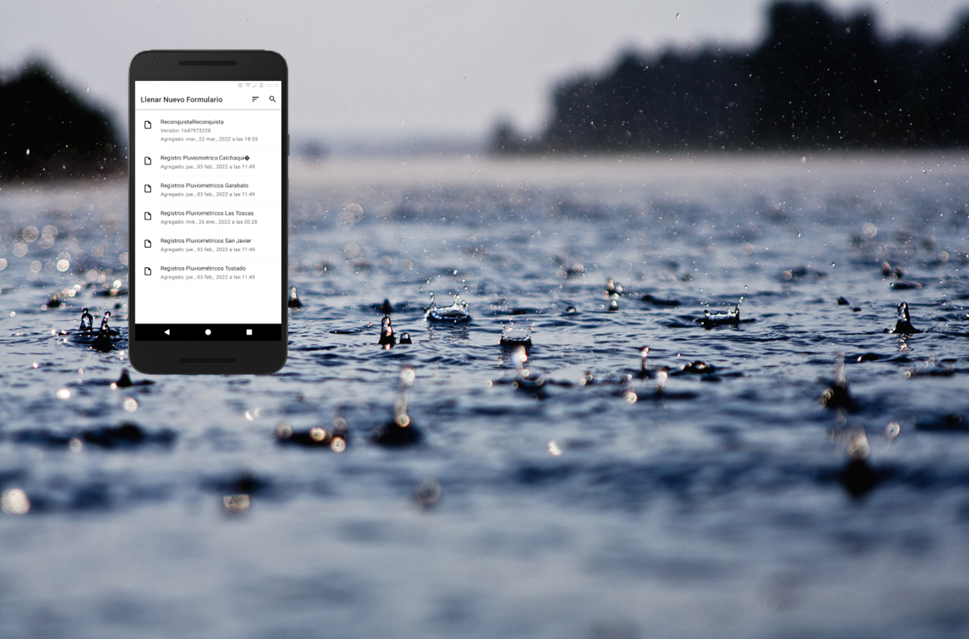 Llenar Nuevo Formulario
ReconquistaReconquista
Versión: 1647975228
Agregado: mar., 22 mar., 2022 a las 18:55
Registro Pluviometrico Calchaqui�
Agregado: jue., 03 feb., 2022 a las 11:49
Registros Pluviometricos Garabato
Agregado: jue., 03 feb., 2022 a las 11:49
Registros Pluviometricos Las Toscas
Agregado: mié., 26 ene., 2022 a las 00:28
Registros Pluviometricos San Javier
Agregado: jue., 03 feb., 2022 a las 11:49
Registros Pluviométricos Tostado
Agregado: jue., 03 feb., 2022 a las 11:49